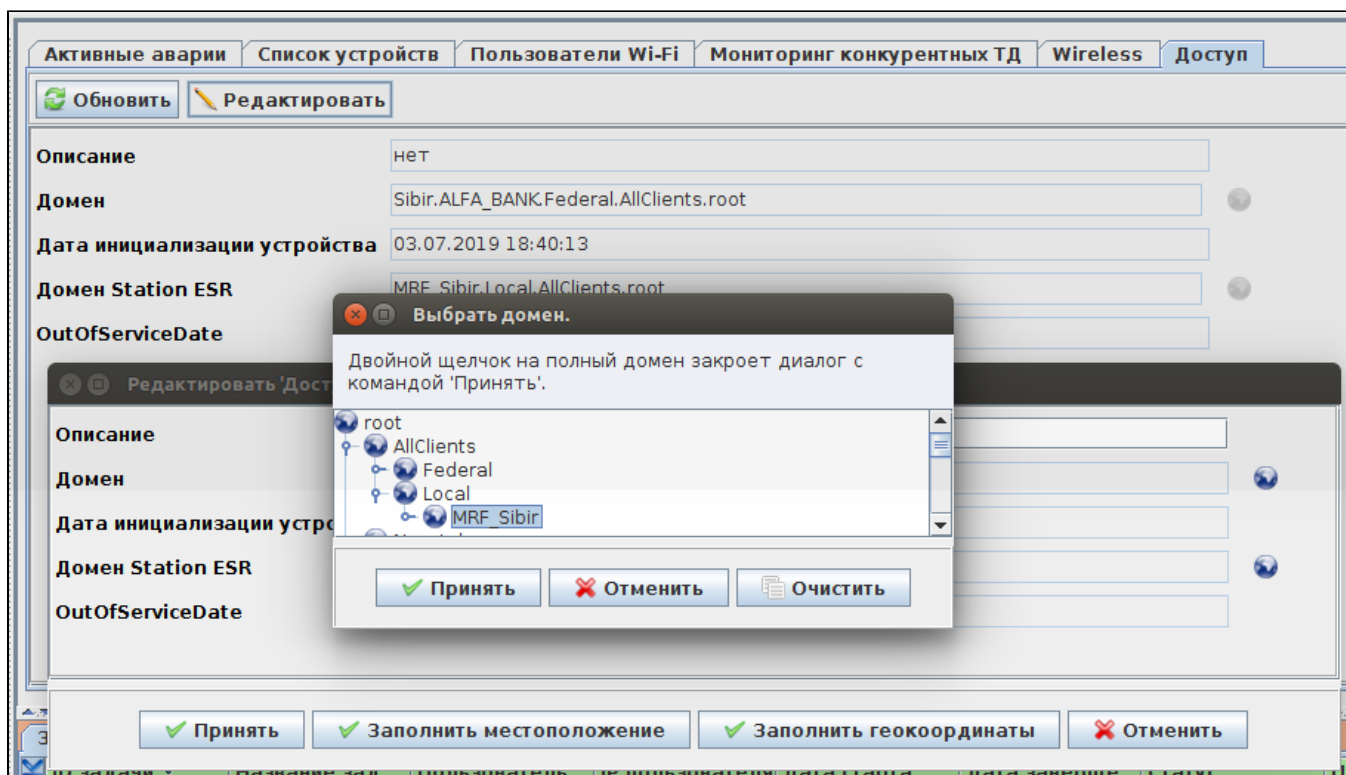 Активные аварии Список устройств Пользователи Wi-Fi Мониторинг конкурентных ТД Wireless Доступ
Обновить Редактировать
Описание нет
Домен Sibir.ALFA_BANK.Federal.AllClients.root
Дата инициализации устройства 03.07.2019 18:40:13
Домен Station ESR MRF_Sibir.Local.AllClients.root
OutOfServiceDate
Выбрать домен.
Двойной щелчок на полный домен закроет диалог с
командой 'Принять'.
root
AllClients
Federal
Local
MRF_Sibir
Принять Отменить Очистить
Редактировать 'Дост
Описание
Домен
Дата инициализации устро
Домен Station ESR
OutOfServiceDate
Принять Заполнить местоположение Заполнить геокоординаты Отменить